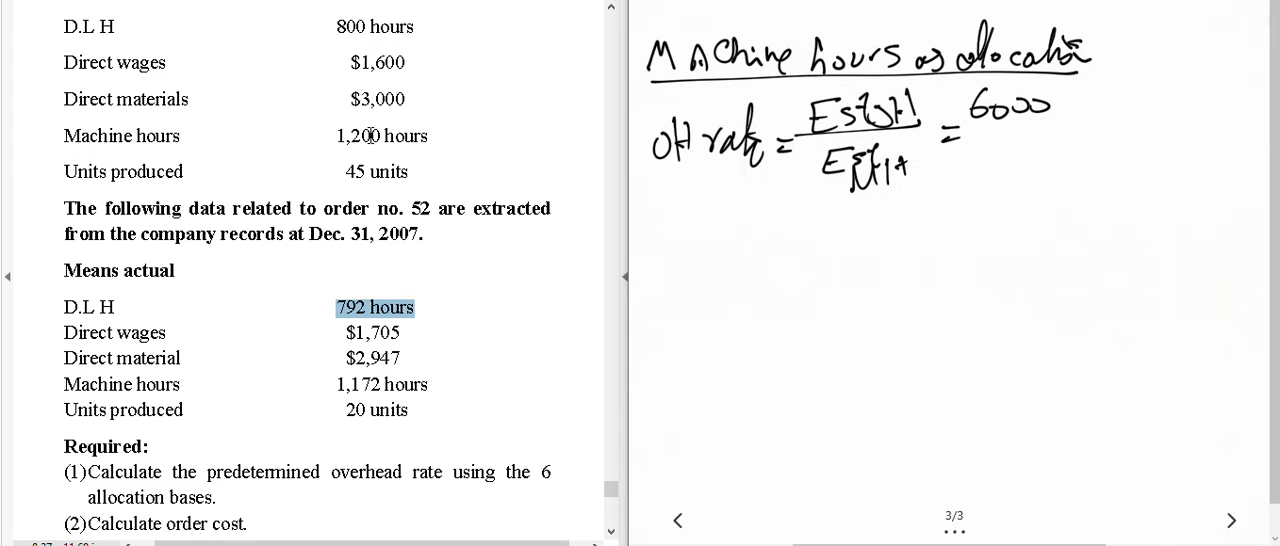 D.L H 800 hours
Direct wages $1,600
Direct materials $3,000
Machine hours 1,200 hours
Units produced 45 units
The following data related to order no. 52 are extracted
from the company records at Dec. 31, 2007.
Means actual
D.L H 792 hours
Direct wages $1,705
Direct material $2,947
Machine hours 1,172 hours
Units produced 20 units
Required:
(1)Calculate the predetermined overhead rate using the 6
allocation bases.
(2)Calculate order cost.
Machine hours as allocation
OH rate = Est OH = 6000
Est M H
3/3